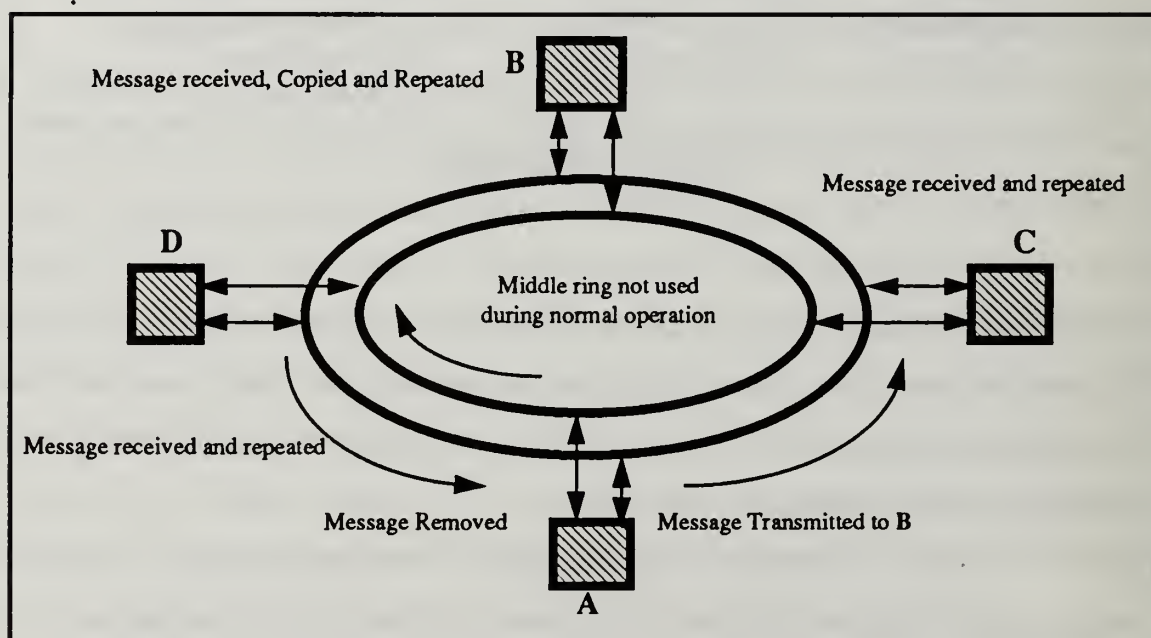 B
Message received, Copied and Repeated
Message received and repeated
D
C
Middle ring not used
during normal operation
Message received and repeated
Message Removed
Message Transmitted to B
A